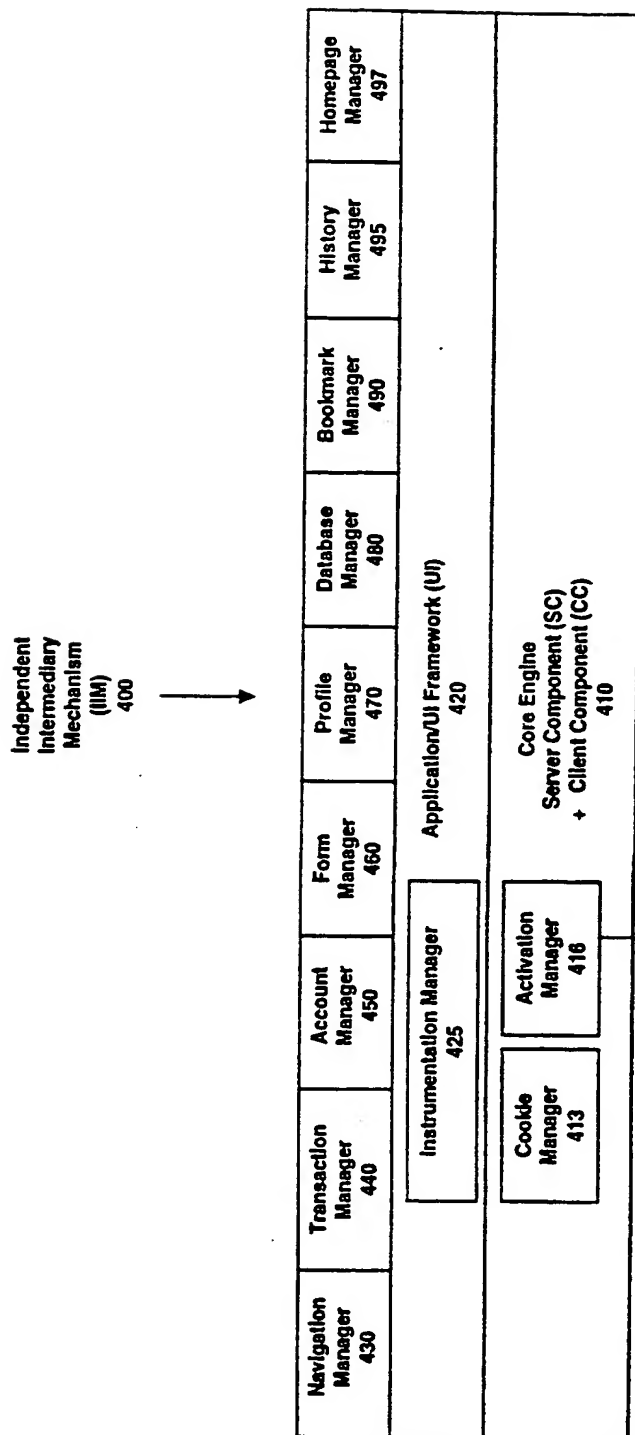 Independent
Intermediary
Mechanism
(IIM)
400
Navigation
Manager
430
Transaction
Manager
440
Account
Manager
450
Form
Manager
460
Profile
Manager
470
Database
Manager
480
Bookmark
Manager
490
History
Manager
495
Homepage
Manager
497
Instrumentation Manager
425
Application/UI Framework (UI)
420
Cookie
Manager
413
Activation
Manager
416
Core Engine
Server Component (SC)
+ Client Component (CC)
410